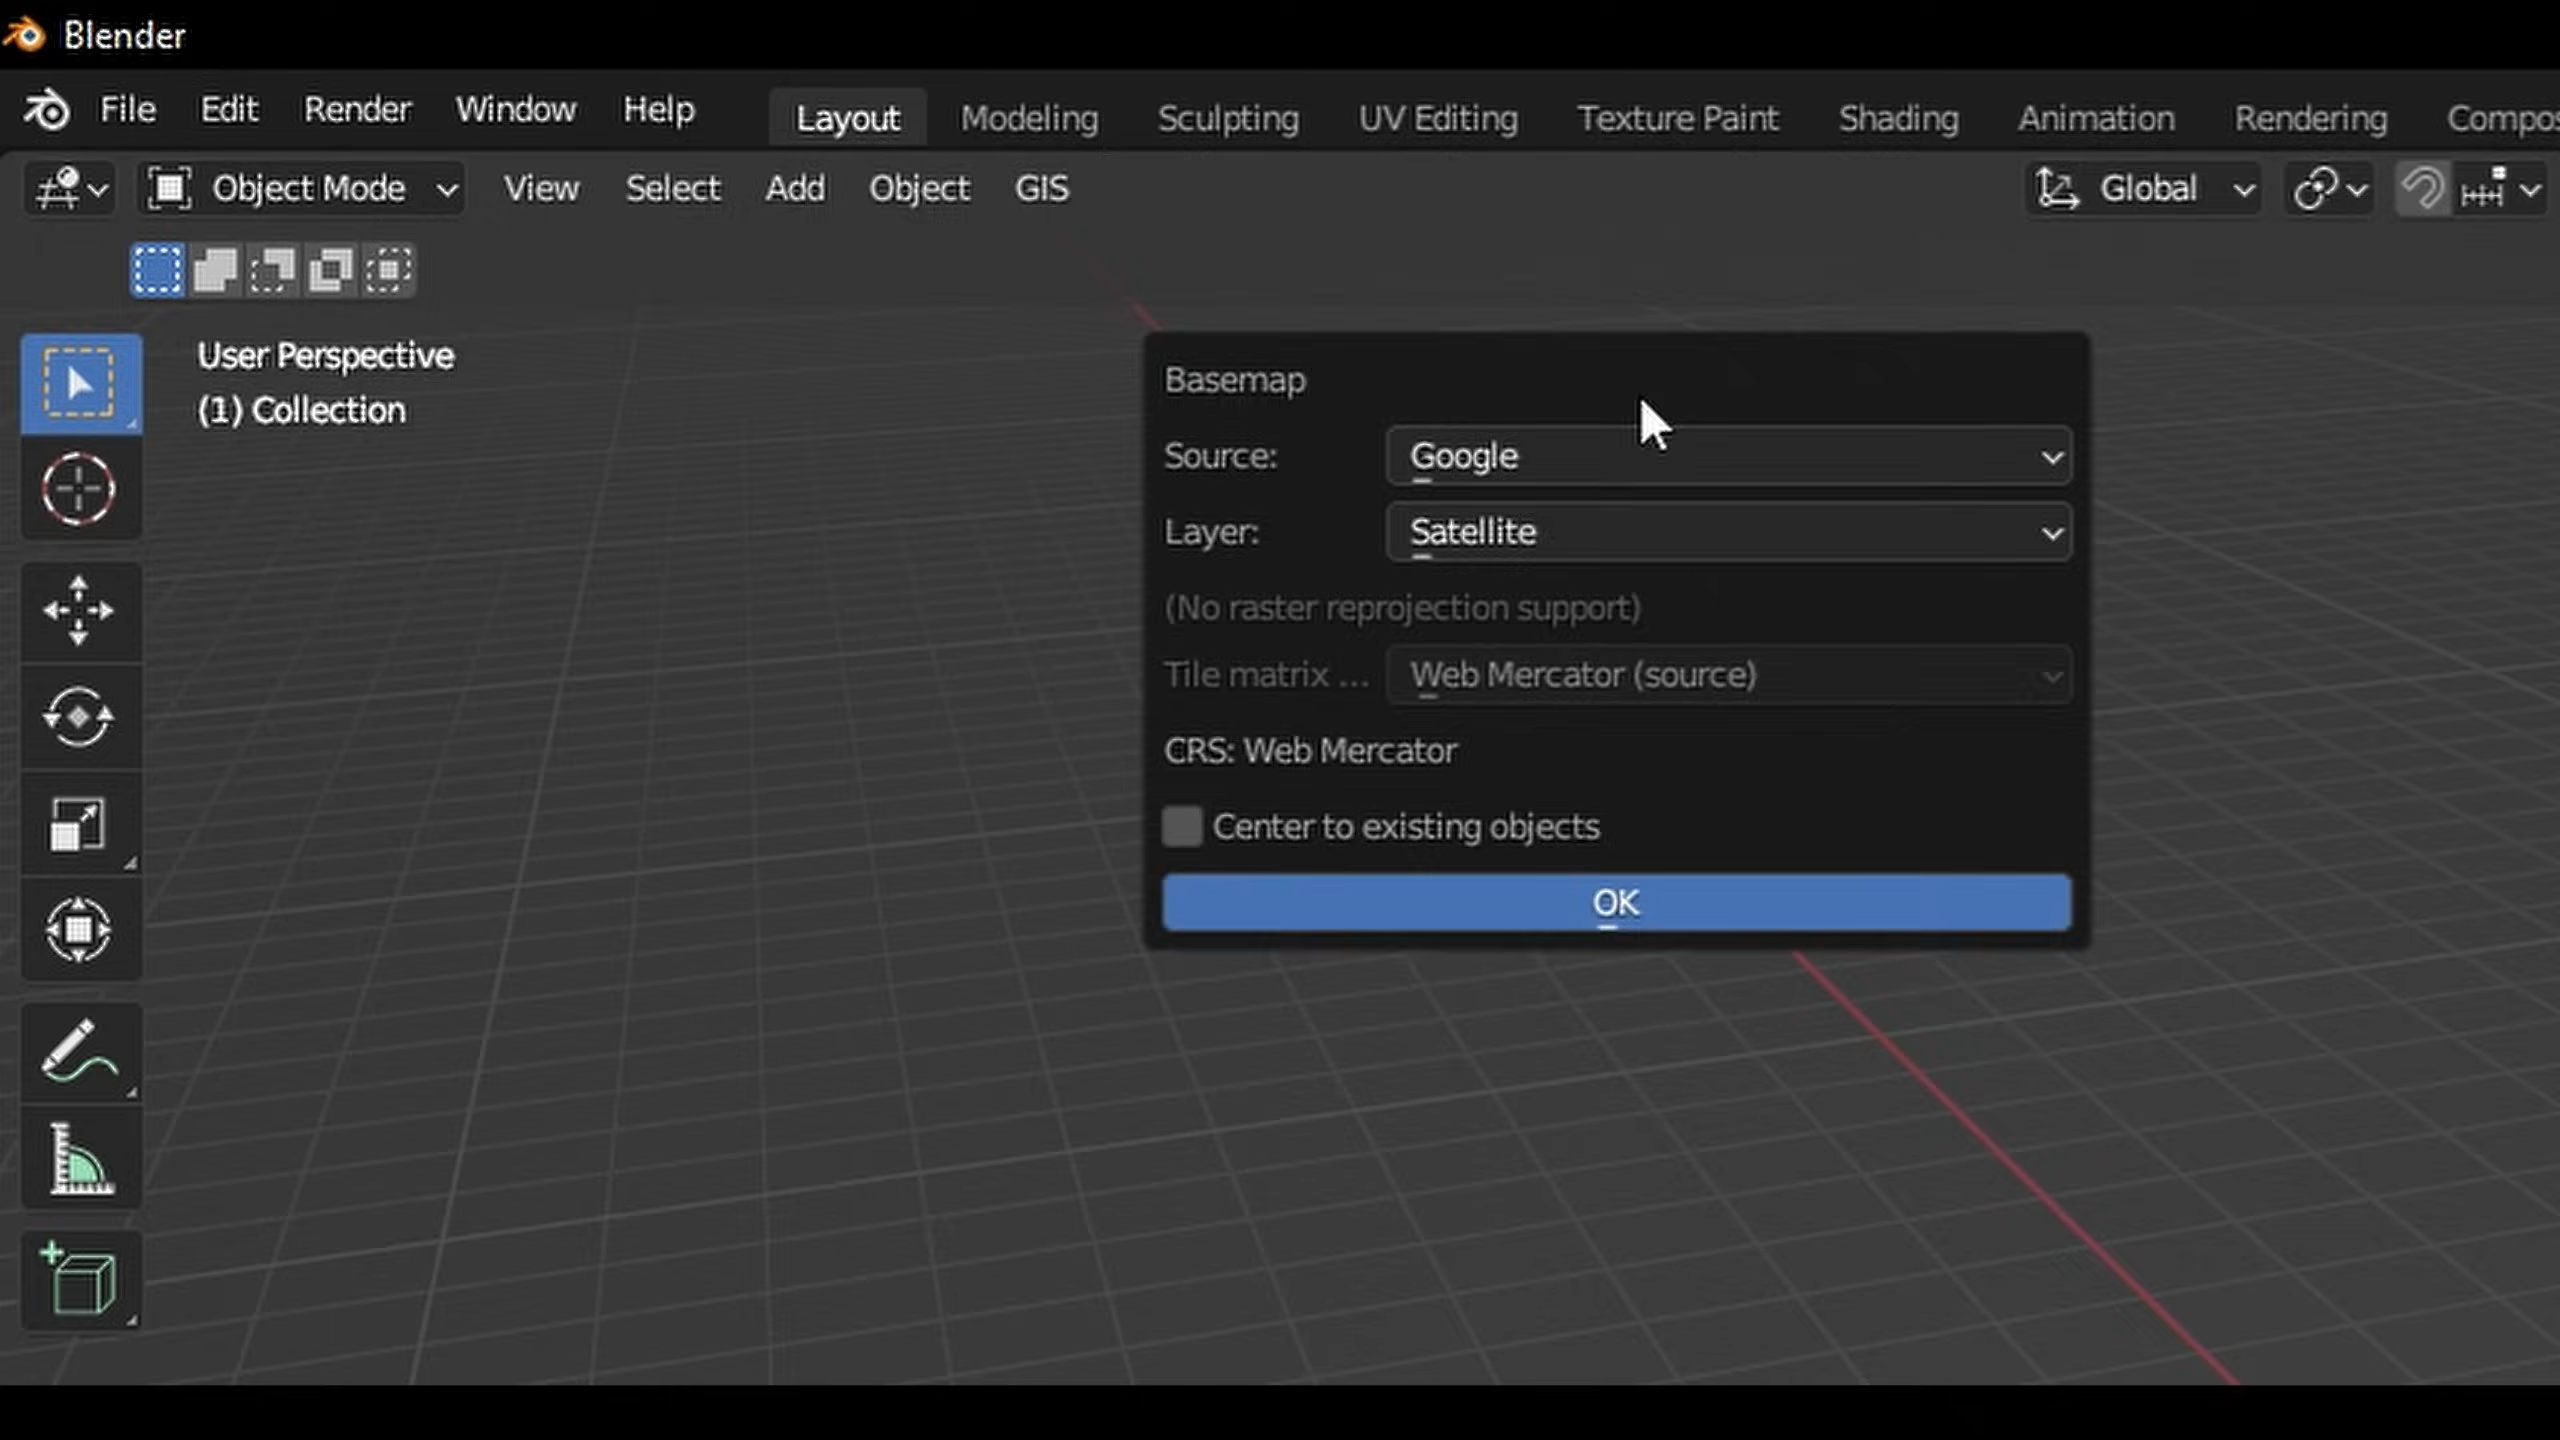 Blender
File Edit Render Window Help Layout Modeling Sculpting UV Editing Texture Paint Shading Animation Rendering Compos
Object Mode View Select Add Object GIS Global
User Perspective
(1) Collection
Basemap
Source: Google
Layer: Satellite
(No raster reprojection support)
Tile matrix ... Web Mercator (source)
CRS: Web Mercator
Center to existing objects
OK